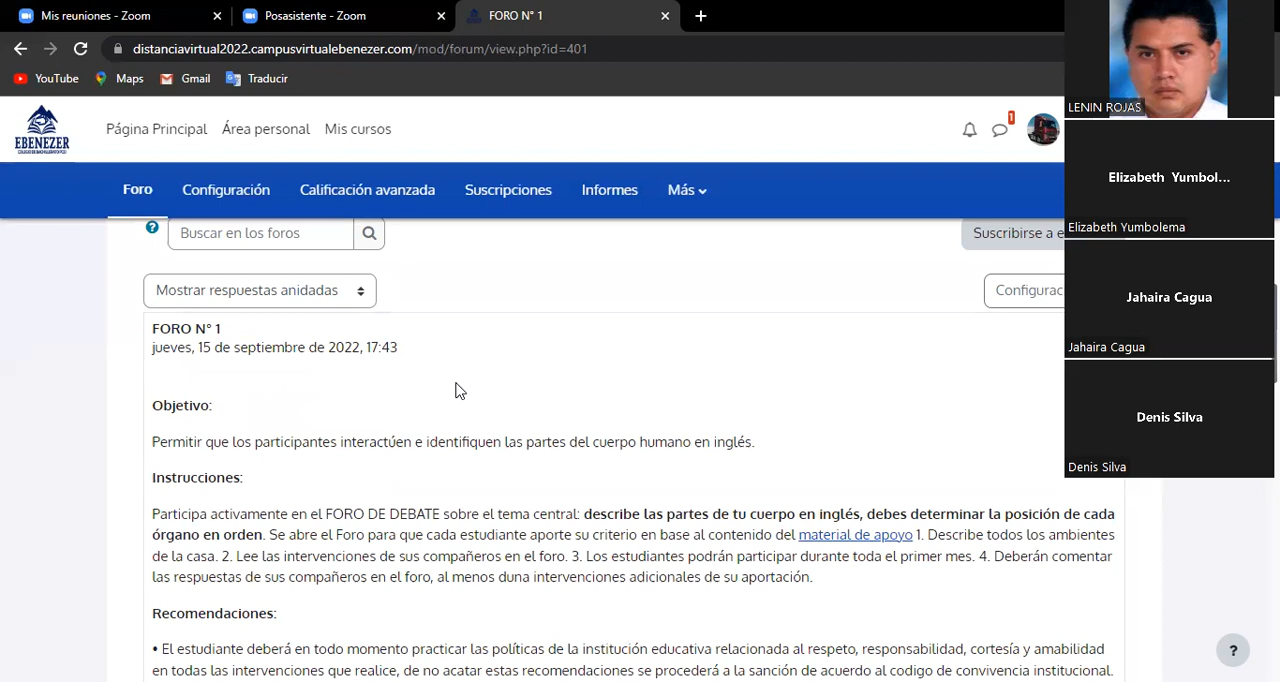 Mis reuniones - Zoom
Posasistente - Zoom
FORO N° 1
distanciavirtual2022.campusvirtualebenezer.com/mod/forum/view.php?id=401
YouTube
Maps
Gmail
Traducir
EBENEZER
Página Principal
Área personal
Mis cursos
1
Foro
Configuración
Calificación avanzada
Suscripciones
Informes
Más
?
Buscar en los foros
Suscribirse a e
Mostrar respuestas anidadas
Configurac
FORO N° 1
jueves, 15 de septiembre de 2022, 17:43
Objetivo:
Permitir que los participantes interactúen e identifiquen las partes del cuerpo humano en inglés.
Instrucciones:
Participa activamente en el FORO DE DEBATE sobre el tema central: describe las partes de tu cuerpo en inglés, debes determinar la posición de cada
órgano en orden. Se abre el Foro para que cada estudiante aporte su criterio en base al contenido del material de apoyo 1. Describe todos los ambientes
de la casa. 2. Lee las intervenciones de sus compañeros en el foro. 3. Los estudiantes podrán participar durante toda el primer mes. 4. Deberán comentar
las respuestas de sus compañeros en el foro, al menos duna intervenciones adicionales de su aportación.
Recomendaciones:
• El estudiante deberá en todo momento practicar las políticas de la institución educativa relacionada al respeto, responsabilidad, cortesía y amabilidad
en todas las intervenciones que realice, de no acatar estas recomendaciones se procederá a la sanción de acuerdo al codigo de convivencia institucional.
LENIN ROJAS
Elizabeth Yumbol...
Elizabeth Yumbolema
Jahaira Cagua
Jahaira Cagua
Denis Silva
Denis Silva
?